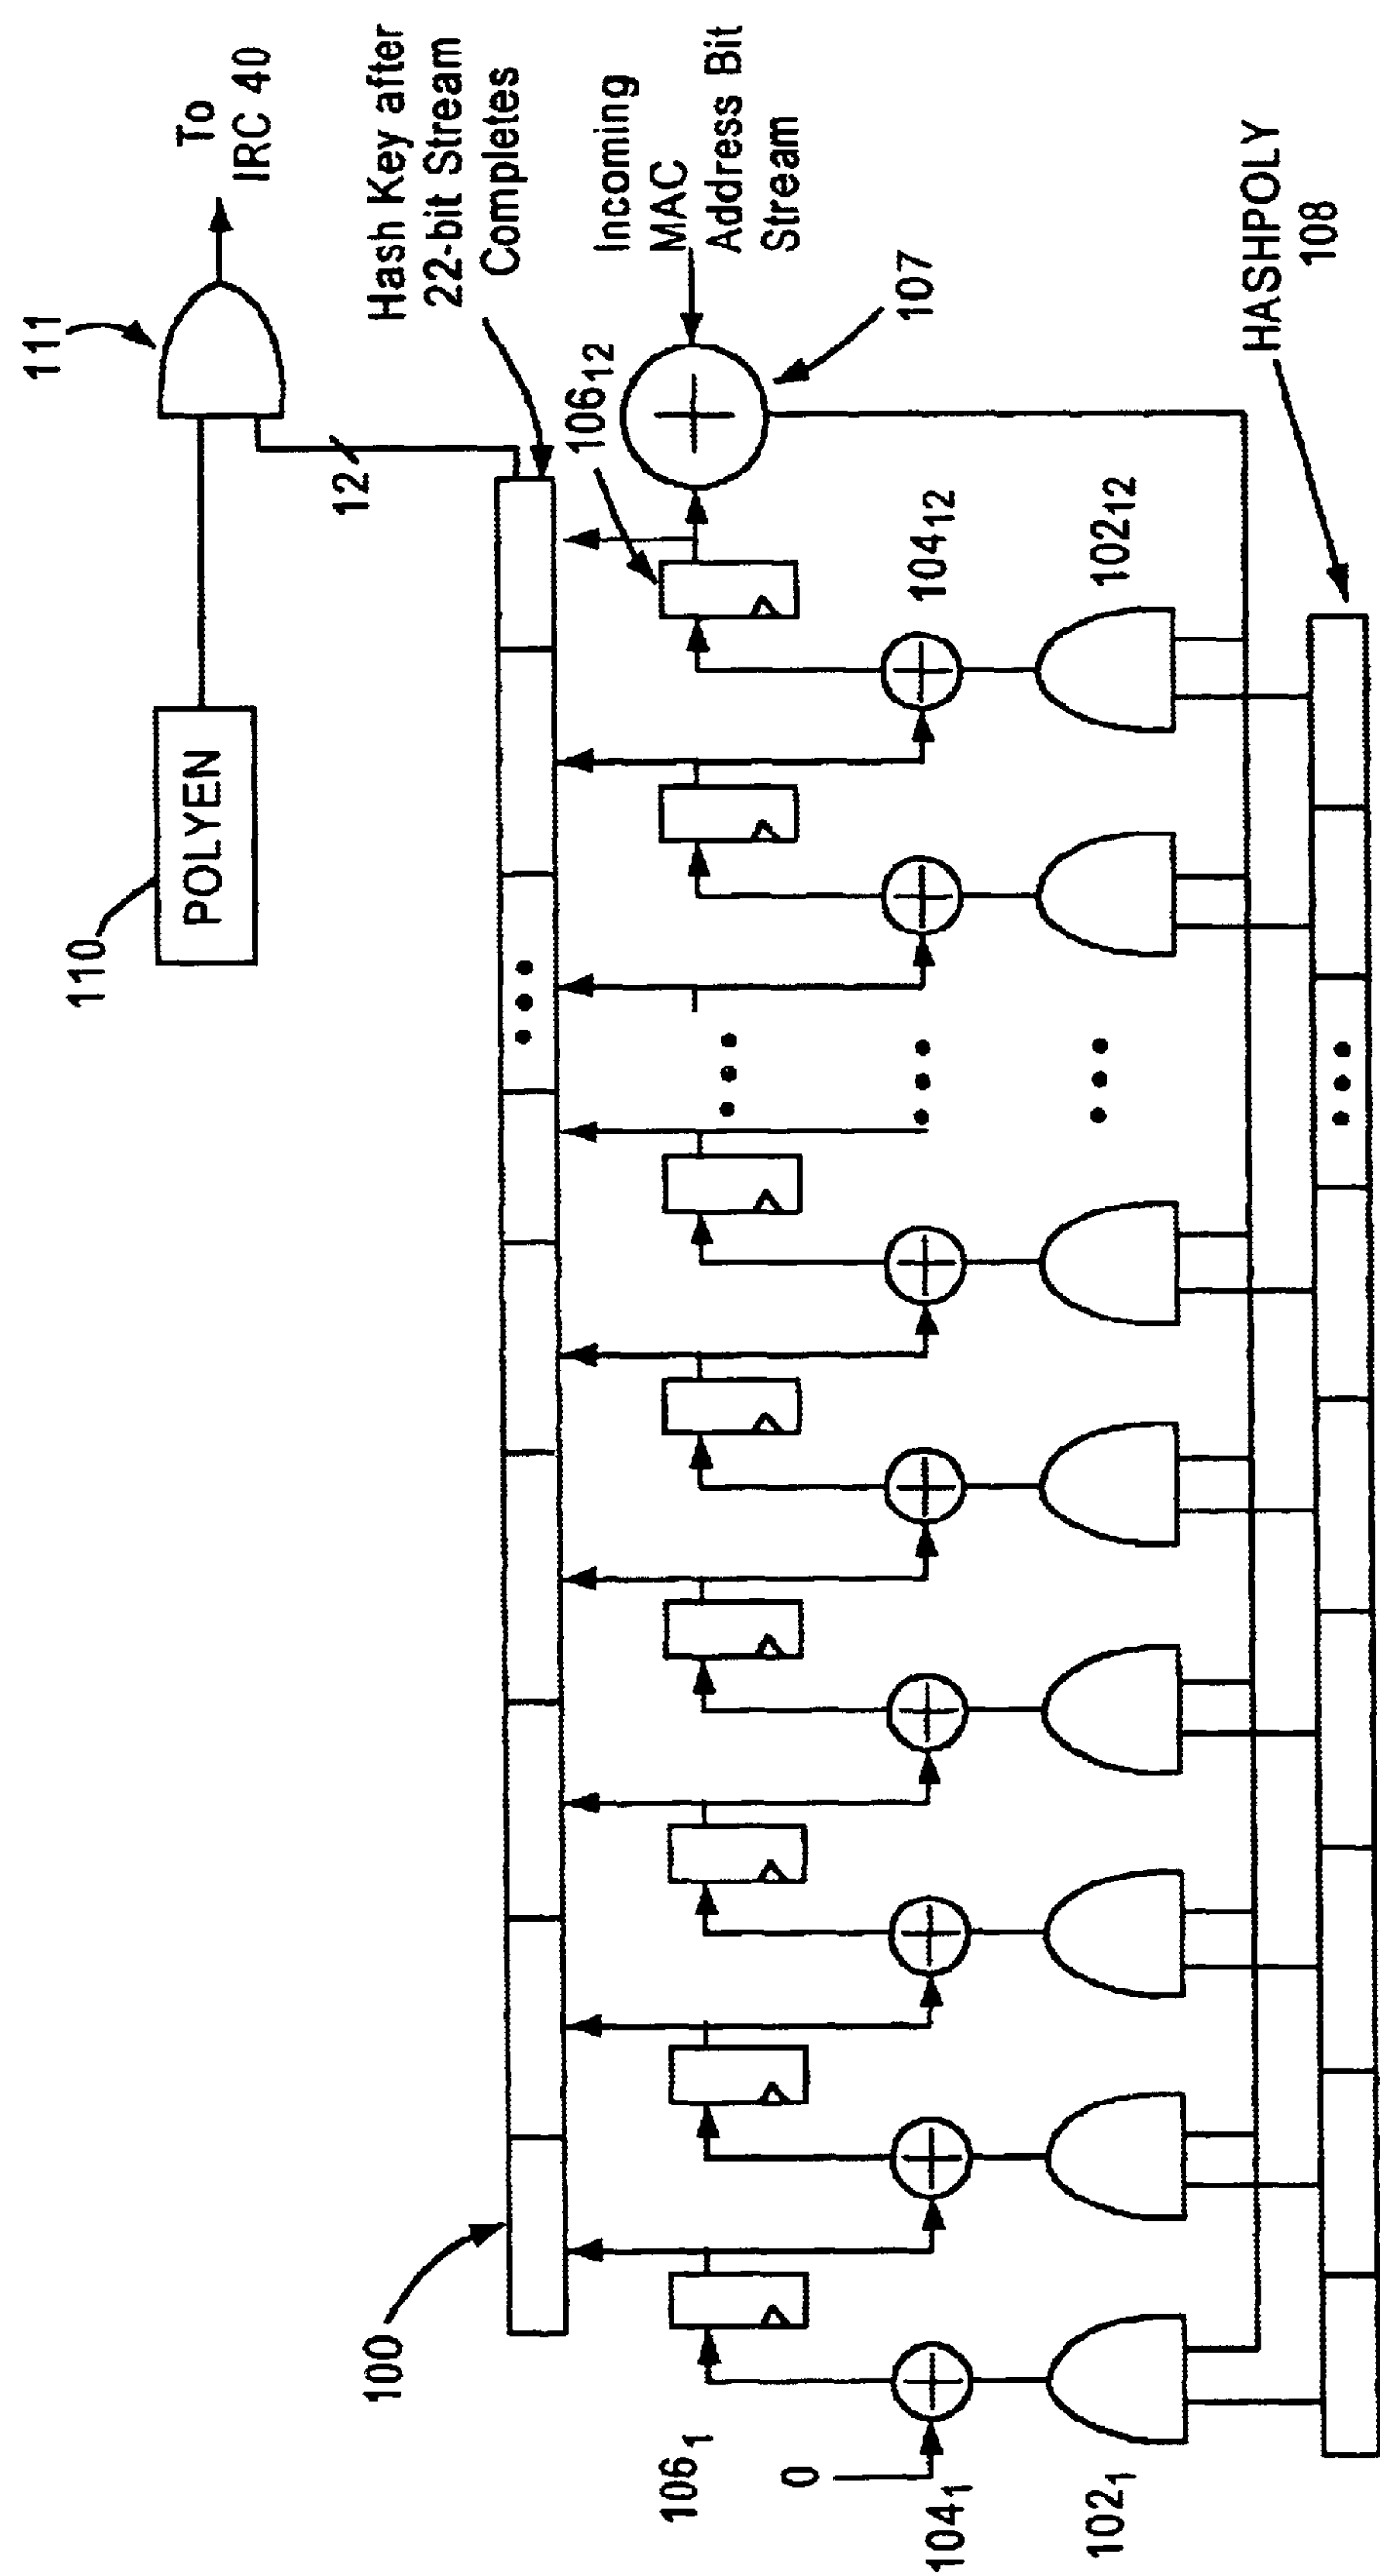 111
To
IRC 40
110
POLYEN
12
Hash Key after
22-bit Stream
Completes
100
106₁₂
Incoming
MAC
Address Bit
Stream
106₁
107
0
104₁
104₁₂
102₁
102₁₂
HASHPOLY
108